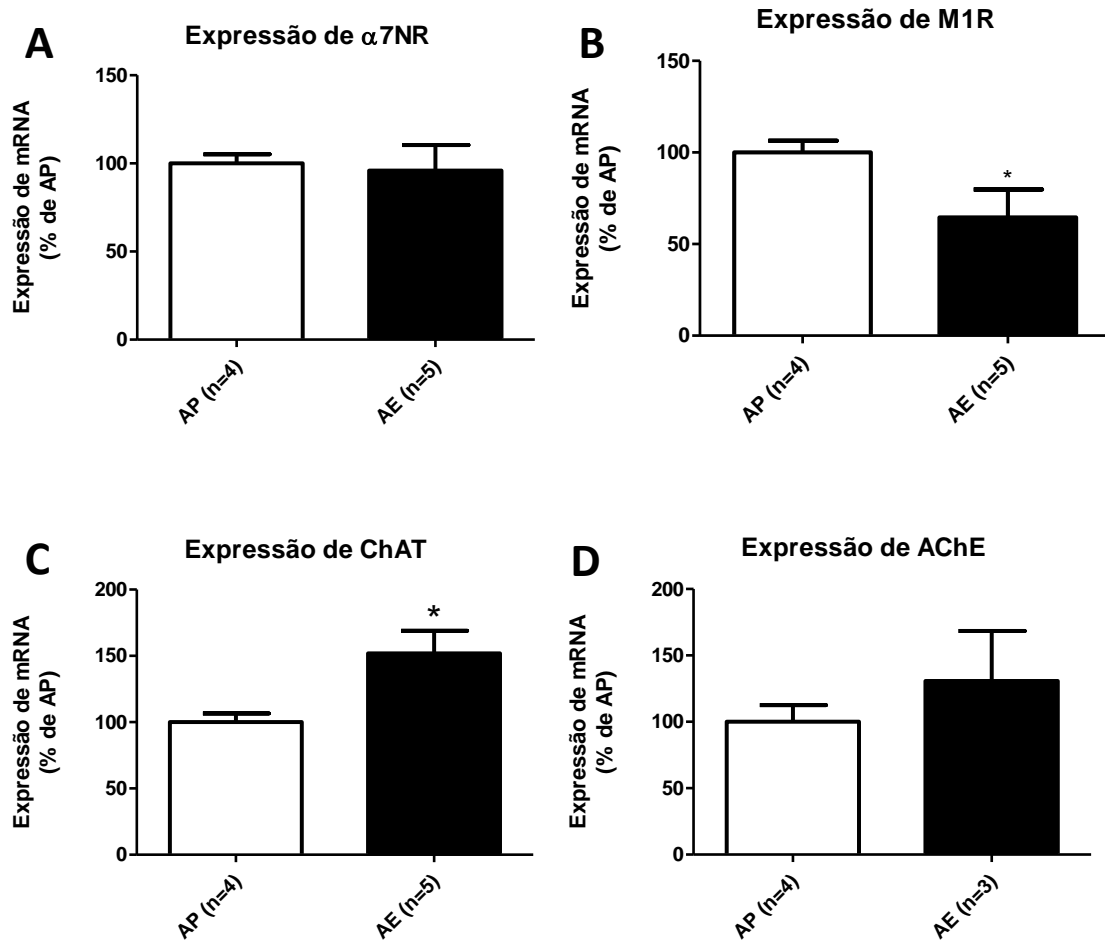 A
Expressão de α7NR
Expressão de mRNA
(% de AP)
150
100
50
0
AP (n=4)
AE (n=5)
B
Expressão de M1R
Expressão de mRNA
(% de AP)
150
100
50
0
*
AP (n=4)
AE (n=5)
C
Expressão de ChAT
Expressão de mRNA
(% de AP)
200
150
100
50
0
*
AP (n=4)
AE (n=5)
D
Expressão de AChE
Expressão de mRNA
(% de AP)
200
150
100
50
0
AP (n=4)
AE (n=3)